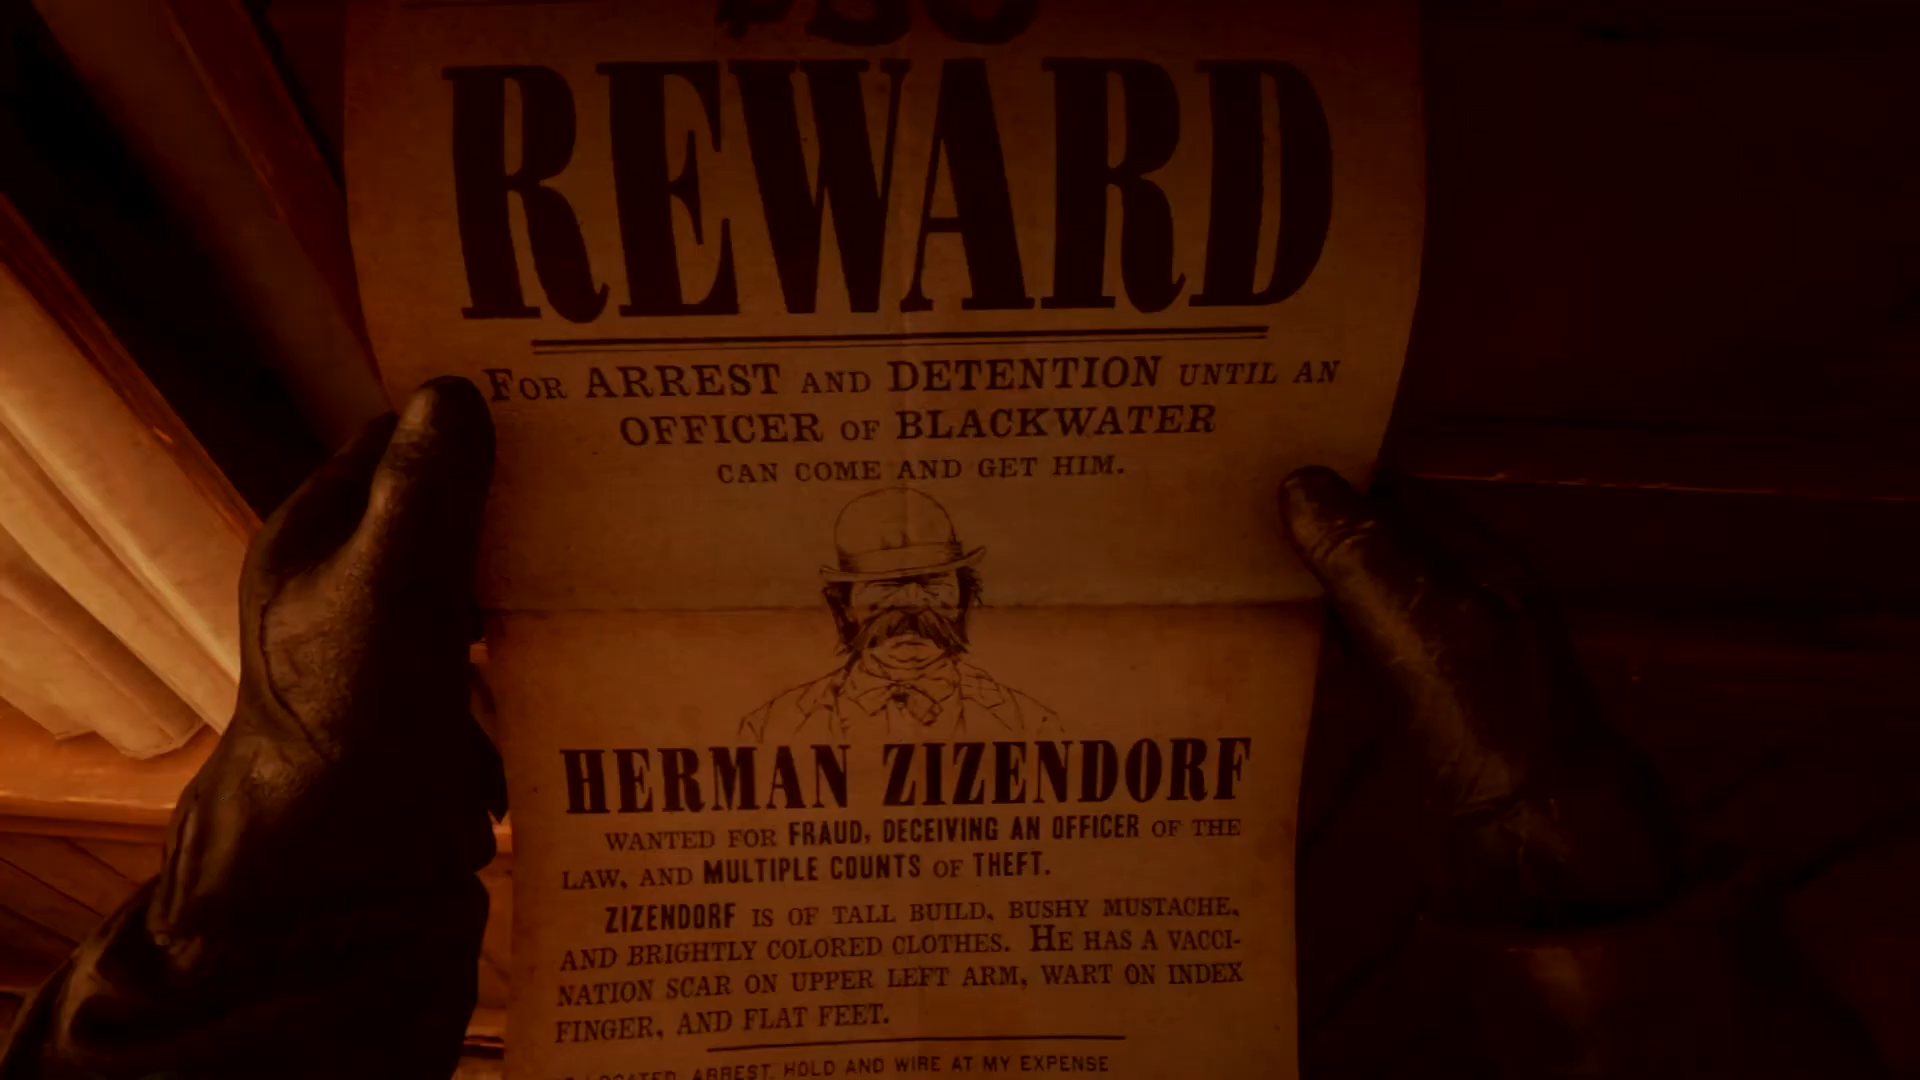 REWARD
FOR ARREST AND DETENTION UNTIL AN
OFFICER OF BLACKWATER
CAN COME AND GET HIM.
HERMAN ZIZENDORF
WANTED FOR FRAUD, DECEIVING AN OFFICER OF THE
LAW, AND MULTIPLE COUNTS OF THEFT.
ZIZENDORF IS OF TALL BUILD, BUSHY MUSTACHE,
AND BRIGHTLY COLORED CLOTHES. HE HAS A VACCI-
NATION SCAR ON UPPER LEFT ARM, WART ON INDEX
FINGER, AND FLAT FEET.
ARREST, HOLD AND WIRE AT MY EXPENSE